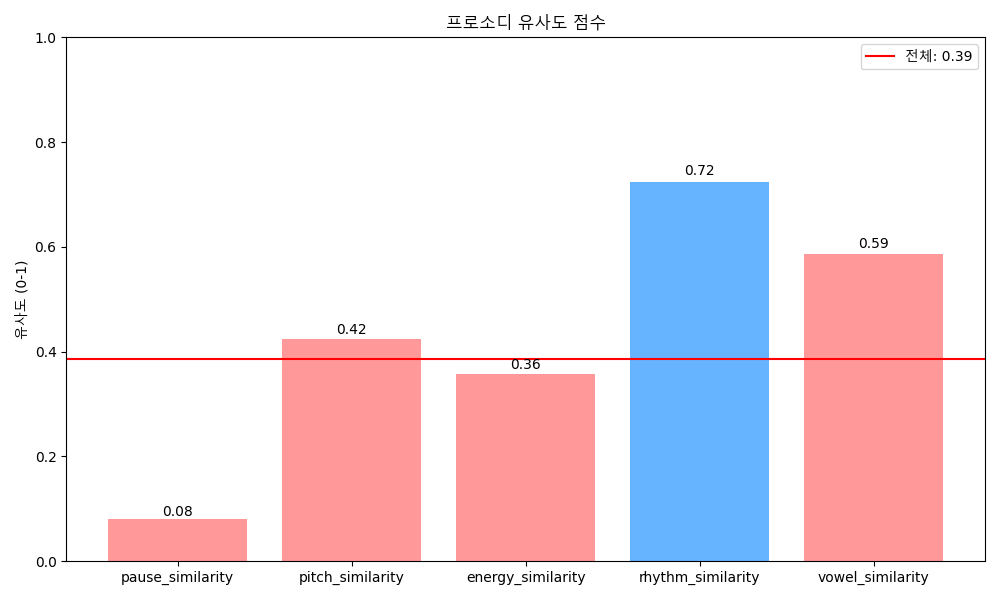 프로소디 유사도 점수
전체: 0.39
유사도 (0-1)
1.0
0.8
0.6
0.4
0.2
0.0
0.08
0.42
0.36
0.72
0.59
pause_similarity
pitch_similarity
energy_similarity
rhythm_similarity
vowel_similarity